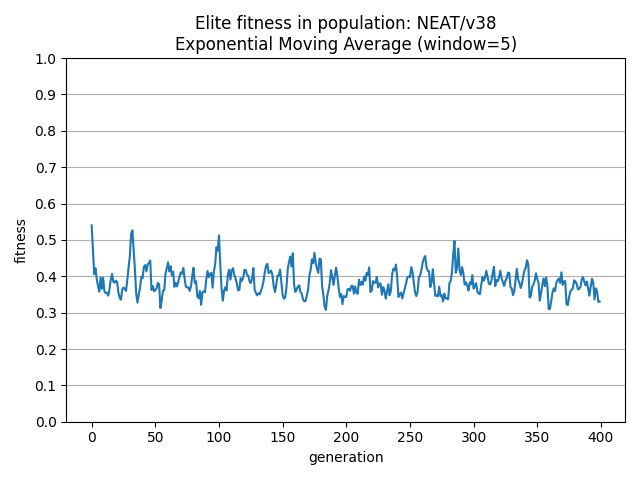 Elite fitness in population: NEAT/v38
Exponential Moving Average (window=5)
1.0
0.9
0.8
0.7
0.6
0.5
0.4
0.3
0.2
0.1
0.0
fitness
0 50 100 150 200 250 300 350 400
generation